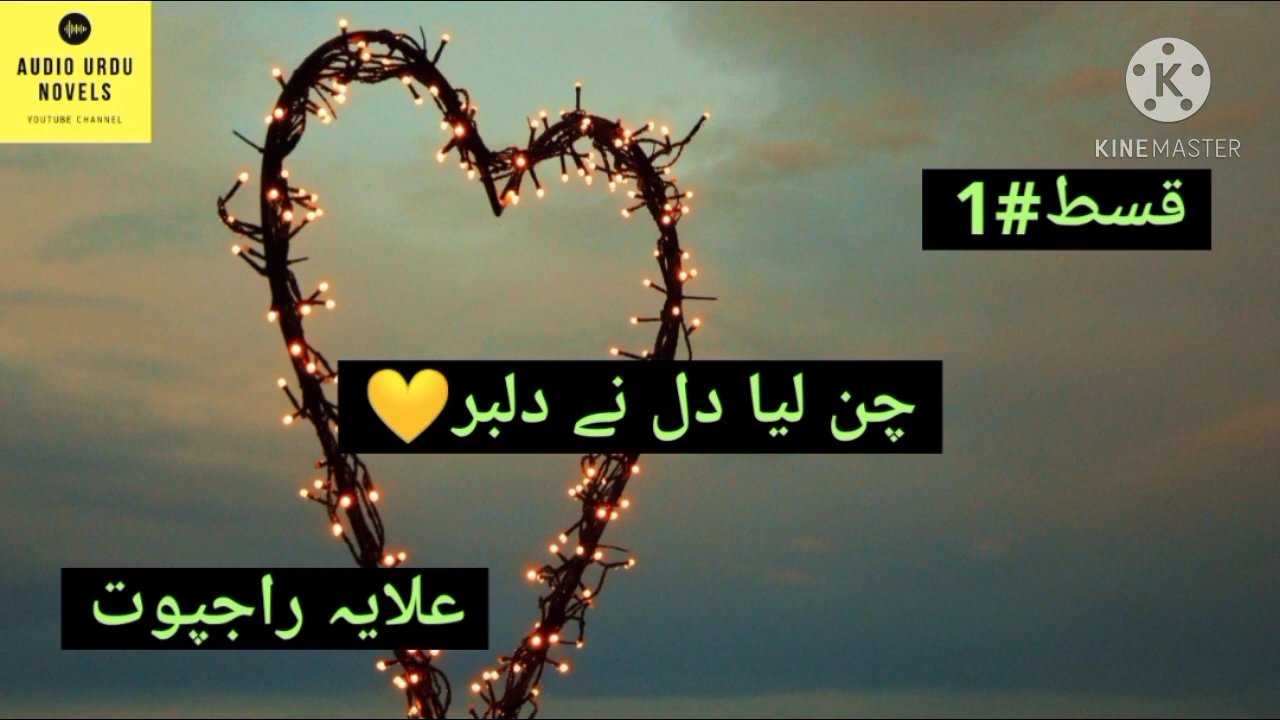 AUDIO URDU
NOVELS
YOUTUBE CHANNEL
K
KINEMASTER
قسط#1
چن لیا دل نے دلبر💛
علایہ راجپوت